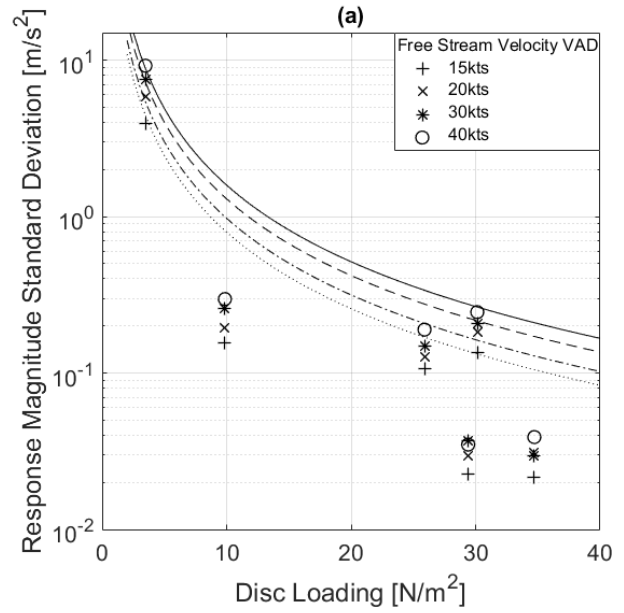 (a)
Response Magnitude Standard Deviation [m/s²]
10¹
10⁰
10⁻¹
10⁻²
Free Stream Velocity VAD
15kts
20kts
30kts
40kts
0 10 20 30 40
Disc Loading [N/m²]